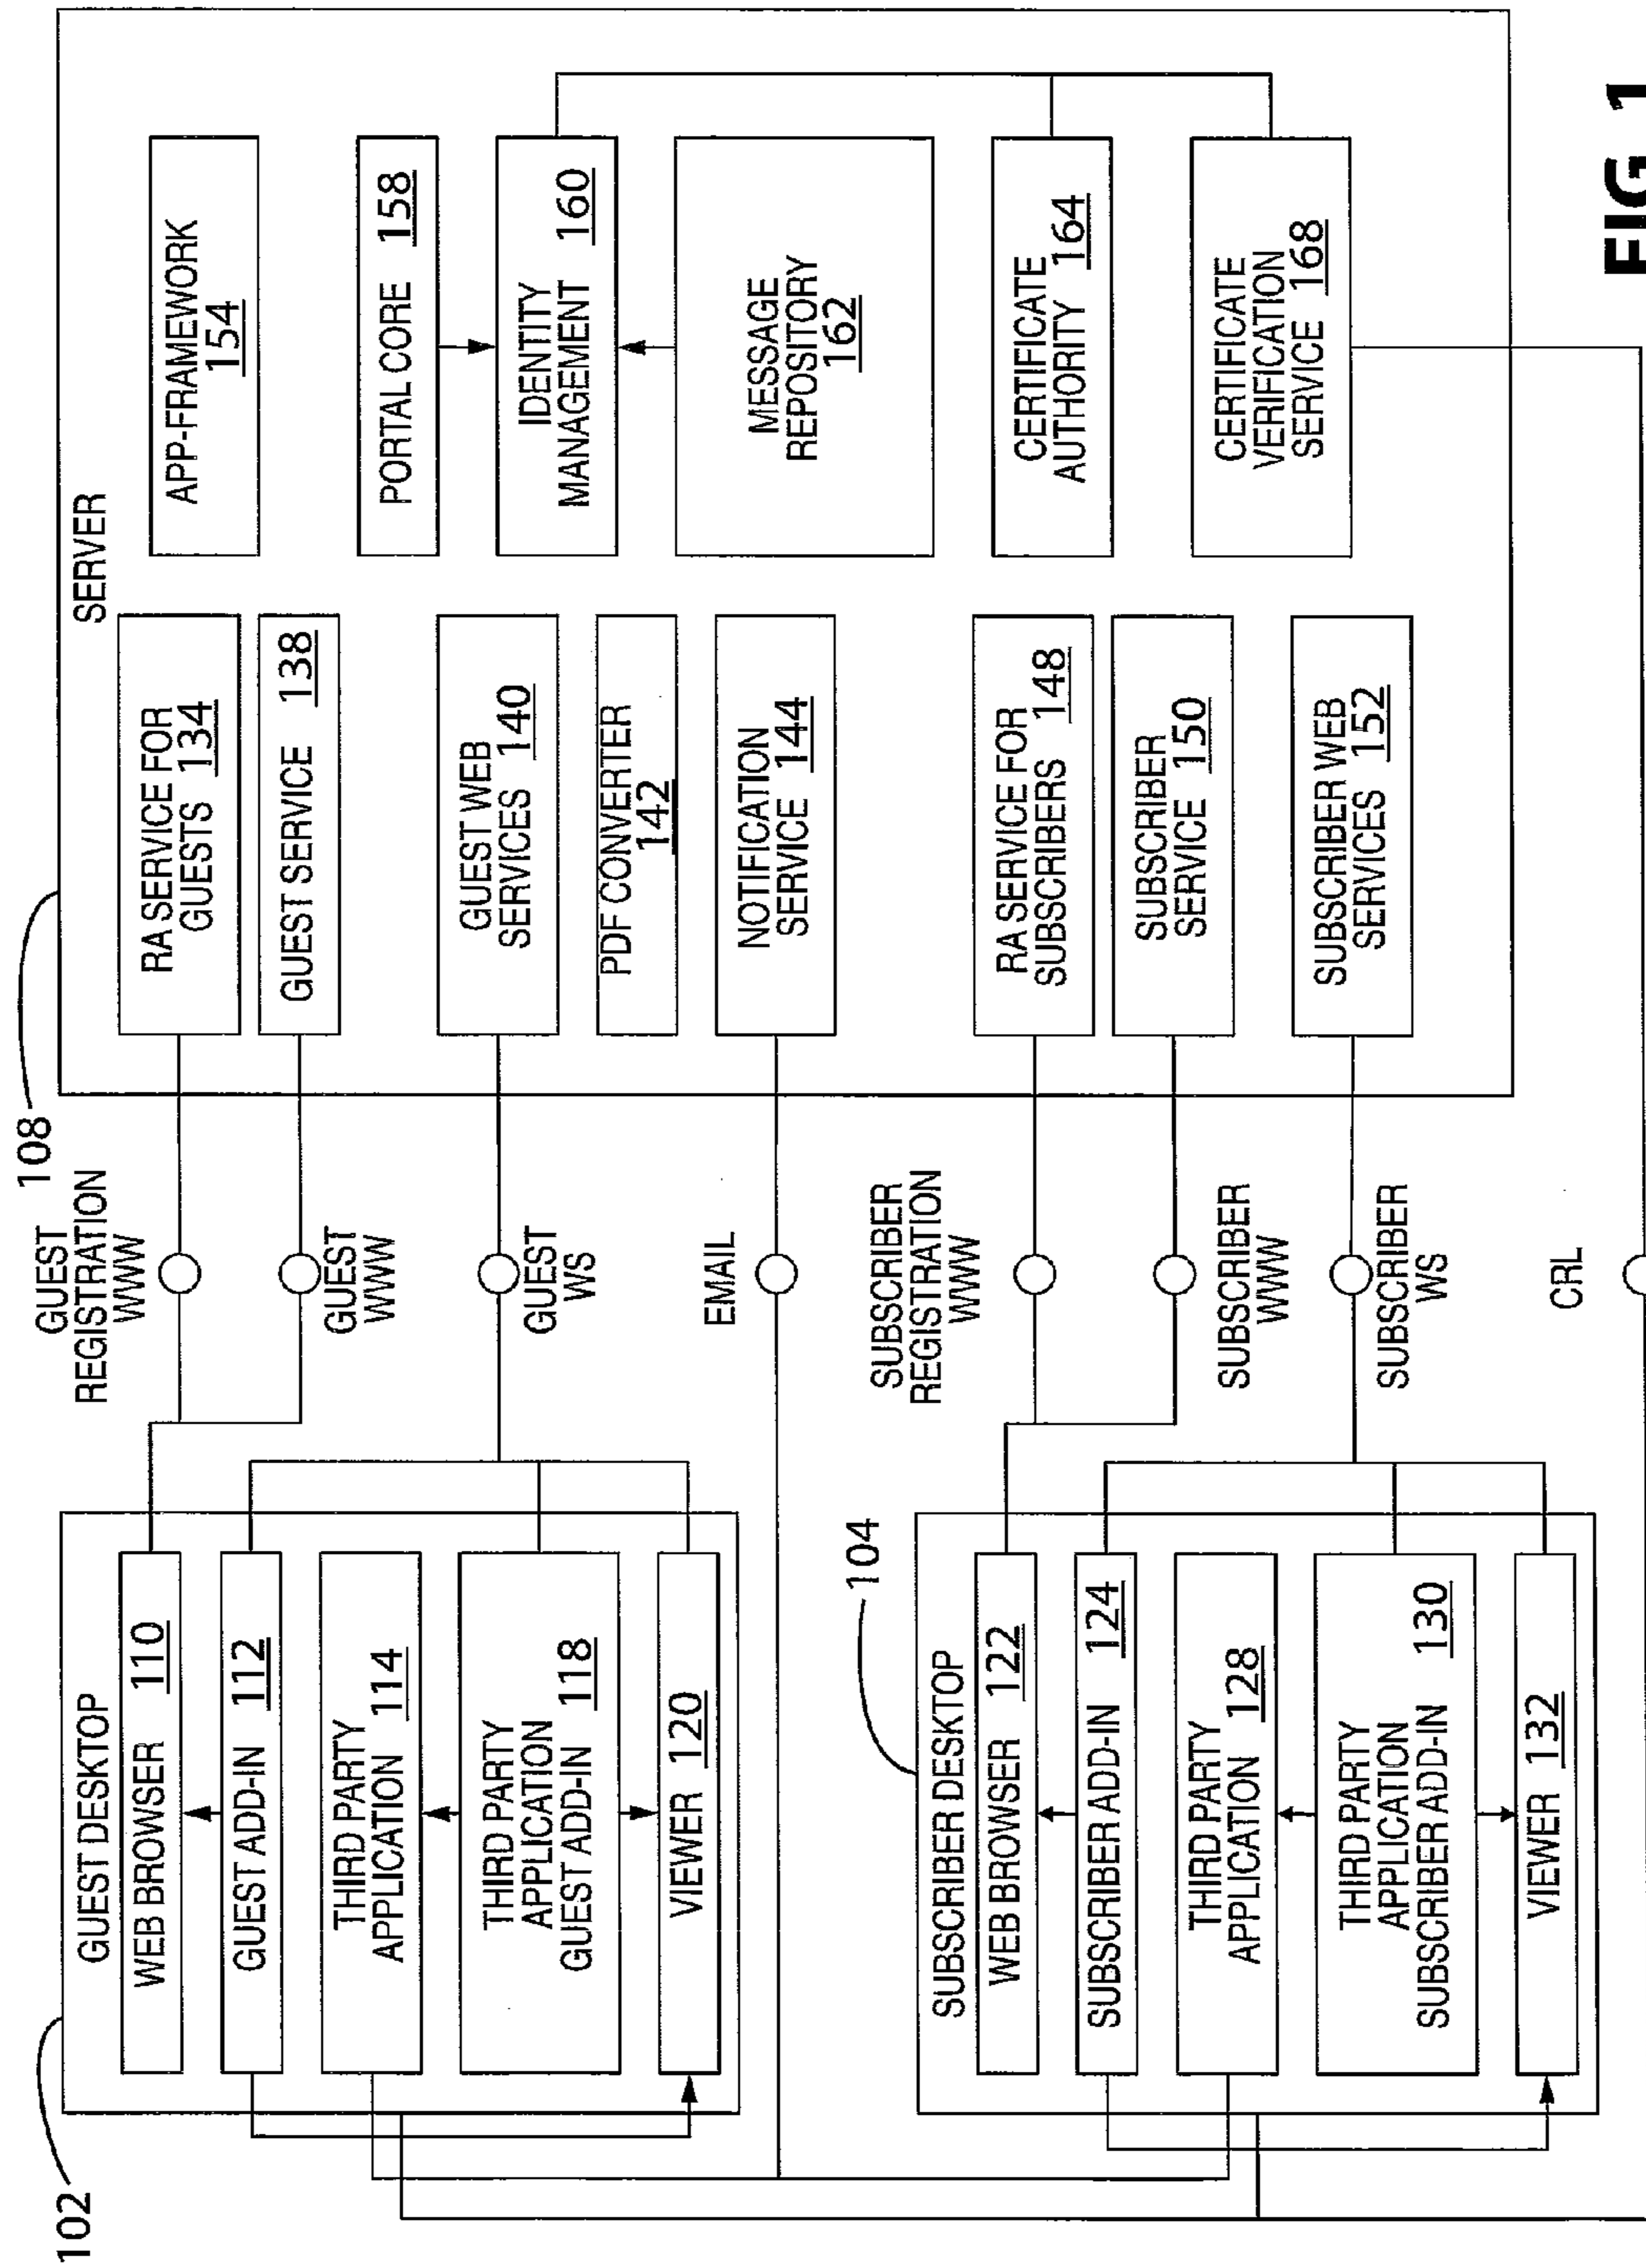 102
GUEST DESKTOP
WEB BROWSER 110
GUEST ADD-IN 112
THIRD PARTY
APPLICATION 114
THIRD PARTY
APPLICATION
GUEST ADD-IN 118
VIEWER 120
104
SUBSCRIBER DESKTOP
WEB BROWSER 122
SUBSCRIBER ADD-IN 124
THIRD PARTY
APPLICATION 128
THIRD PARTY
APPLICATION
SUBSCRIBER ADD-IN 130
VIEWER 132
GUEST
REGISTRATION
WWW
GUEST
WWW
GUEST
WS
EMAIL
SUBSCRIBER
REGISTRATION
WWW
SUBSCRIBER
WWW
SUBSCRIBER
WS
CRL
108
SERVER
RA SERVICE FOR
GUESTS 134
GUEST SERVICE 138
GUEST WEB
SERVICES 140
PDF CONVERTER
142
NOTIFICATION
SERVICE 144
RA SERVICE FOR
SUBSCRIBERS 148
SUBSCRIBER
SERVICE 150
SUBSCRIBER WEB
SERVICES 152
APP-FRAMEWORK
154
PORTAL CORE 158
IDENTITY
MANAGEMENT 160
MESSAGE
REPOSITORY
162
CERTIFICATE
AUTHORITY 164
CERTIFICATE
VERIFICATION
SERVICE 168
FIG. 1